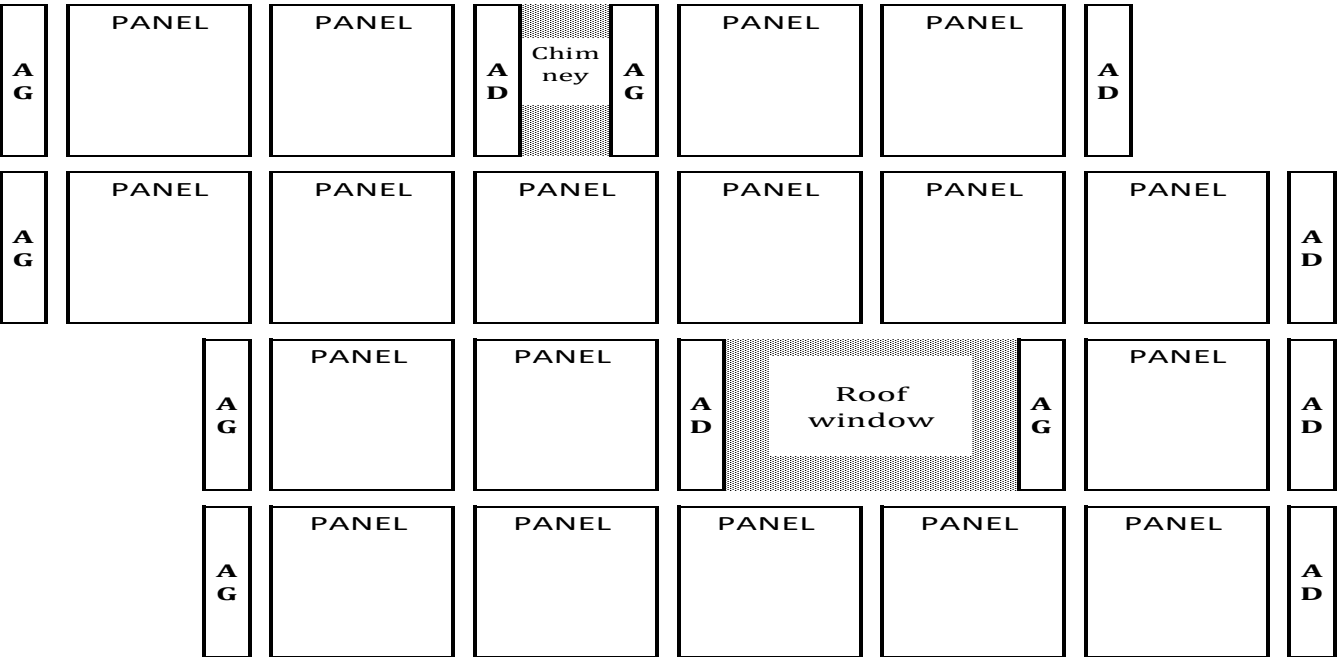 PANEL PANEL Chim PANEL PANEL
A A ney A A
G D G D
PANEL PANEL PANEL PANEL PANEL PANEL
A A
G D
PANEL PANEL PANEL
A A Roof A A
G D window G D
PANEL PANEL PANEL PANEL PANEL
A A
G D